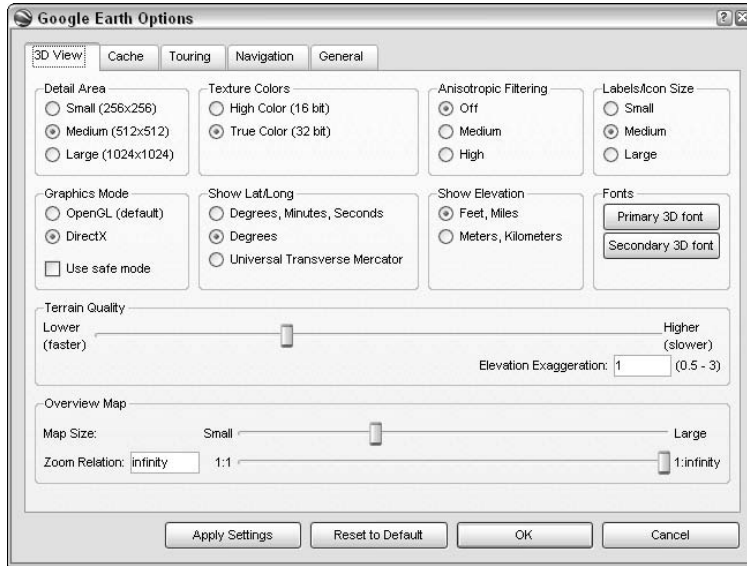 Google Earth Options
3D View Cache Touring Navigation General
Detail Area
Small (256x256)
Medium (512x512)
Large (1024x1024)
Texture Colors
High Color (16 bit)
True Color (32 bit)
Anisotropic Filtering
Off
Medium
High
Labels/Icon Size
Small
Medium
Large
Graphics Mode
OpenGL (default)
DirectX
Use safe mode
Show Lat/Long
Degrees, Minutes, Seconds
Degrees
Universal Transverse Mercator
Show Elevation
Feet, Miles
Meters, Kilometers
Fonts
Primary 3D font
Secondary 3D font
Terrain Quality
Lower
(faster)
Higher
(slower)
Elevation Exaggeration: 1 (0.5 - 3)
Overview Map
Map Size: Small Large
Zoom Relation: infinity 1:1 1:infinity
Apply Settings Reset to Default OK Cancel